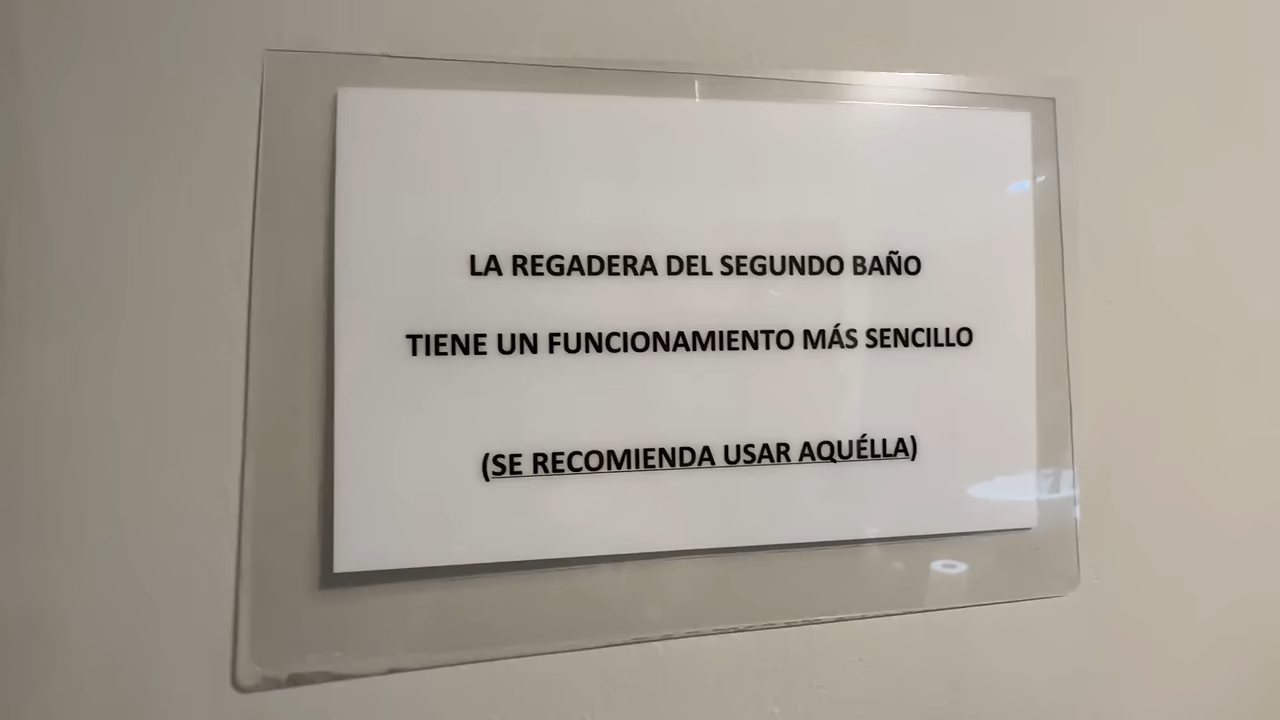 LA REGADERA DEL SEGUNDO BAÑO
TIENE UN FUNCIONAMIENTO MÁS SENCILLO
(SE RECOMIENDA USAR AQUÉLLA)